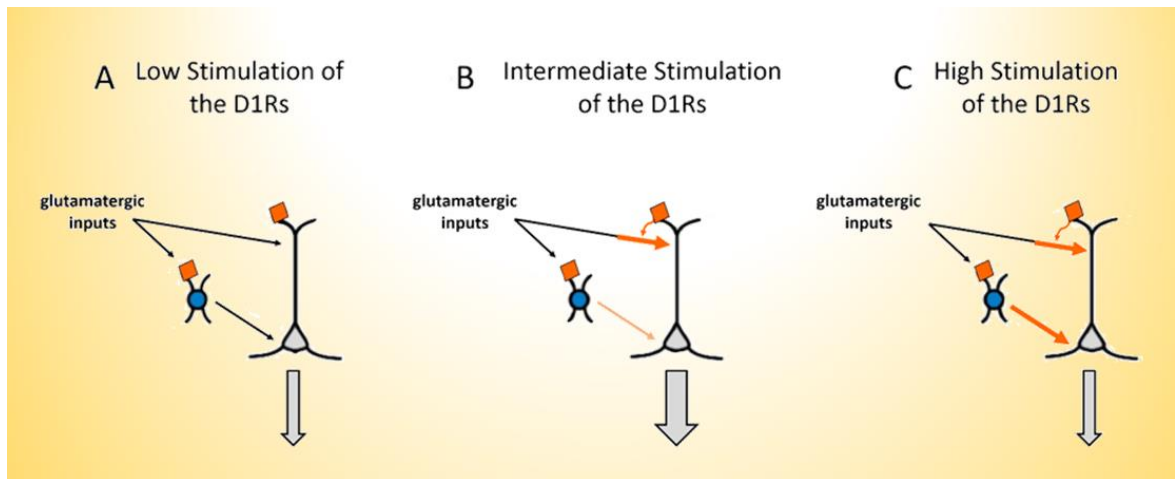 A Low Stimulation of
the D1Rs
B Intermediate Stimulation
of the D1Rs
C High Stimulation
of the D1Rs
glutamatergic
inputs
glutamatergic
inputs
glutamatergic
inputs